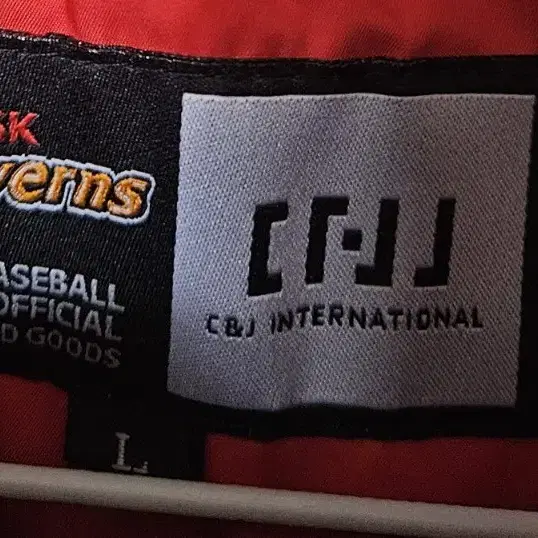 SK
verns
ASEBALL
OFFICIAL
D GOODS
C&J
C&J INTERNATIONAL
L